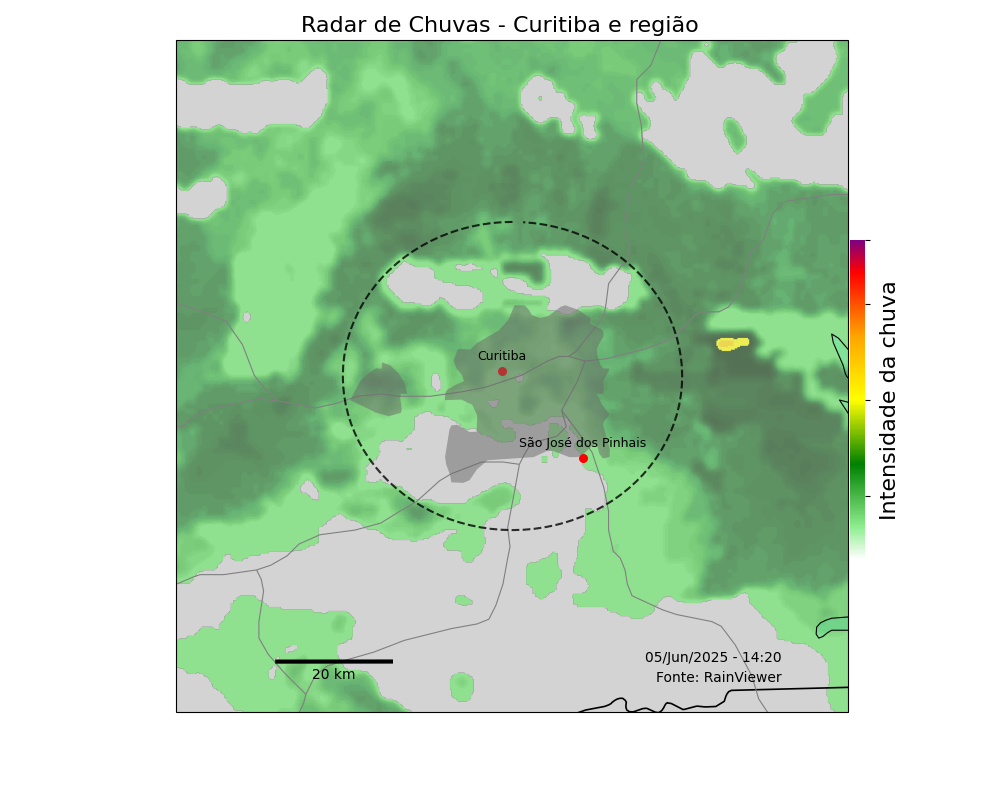 Radar de Chuvas - Curitiba e região
Curitiba
São José dos Pinhais
Intensidade da chuva
05/Jun/2025 - 14:20
Fonte: RainViewer
20 km